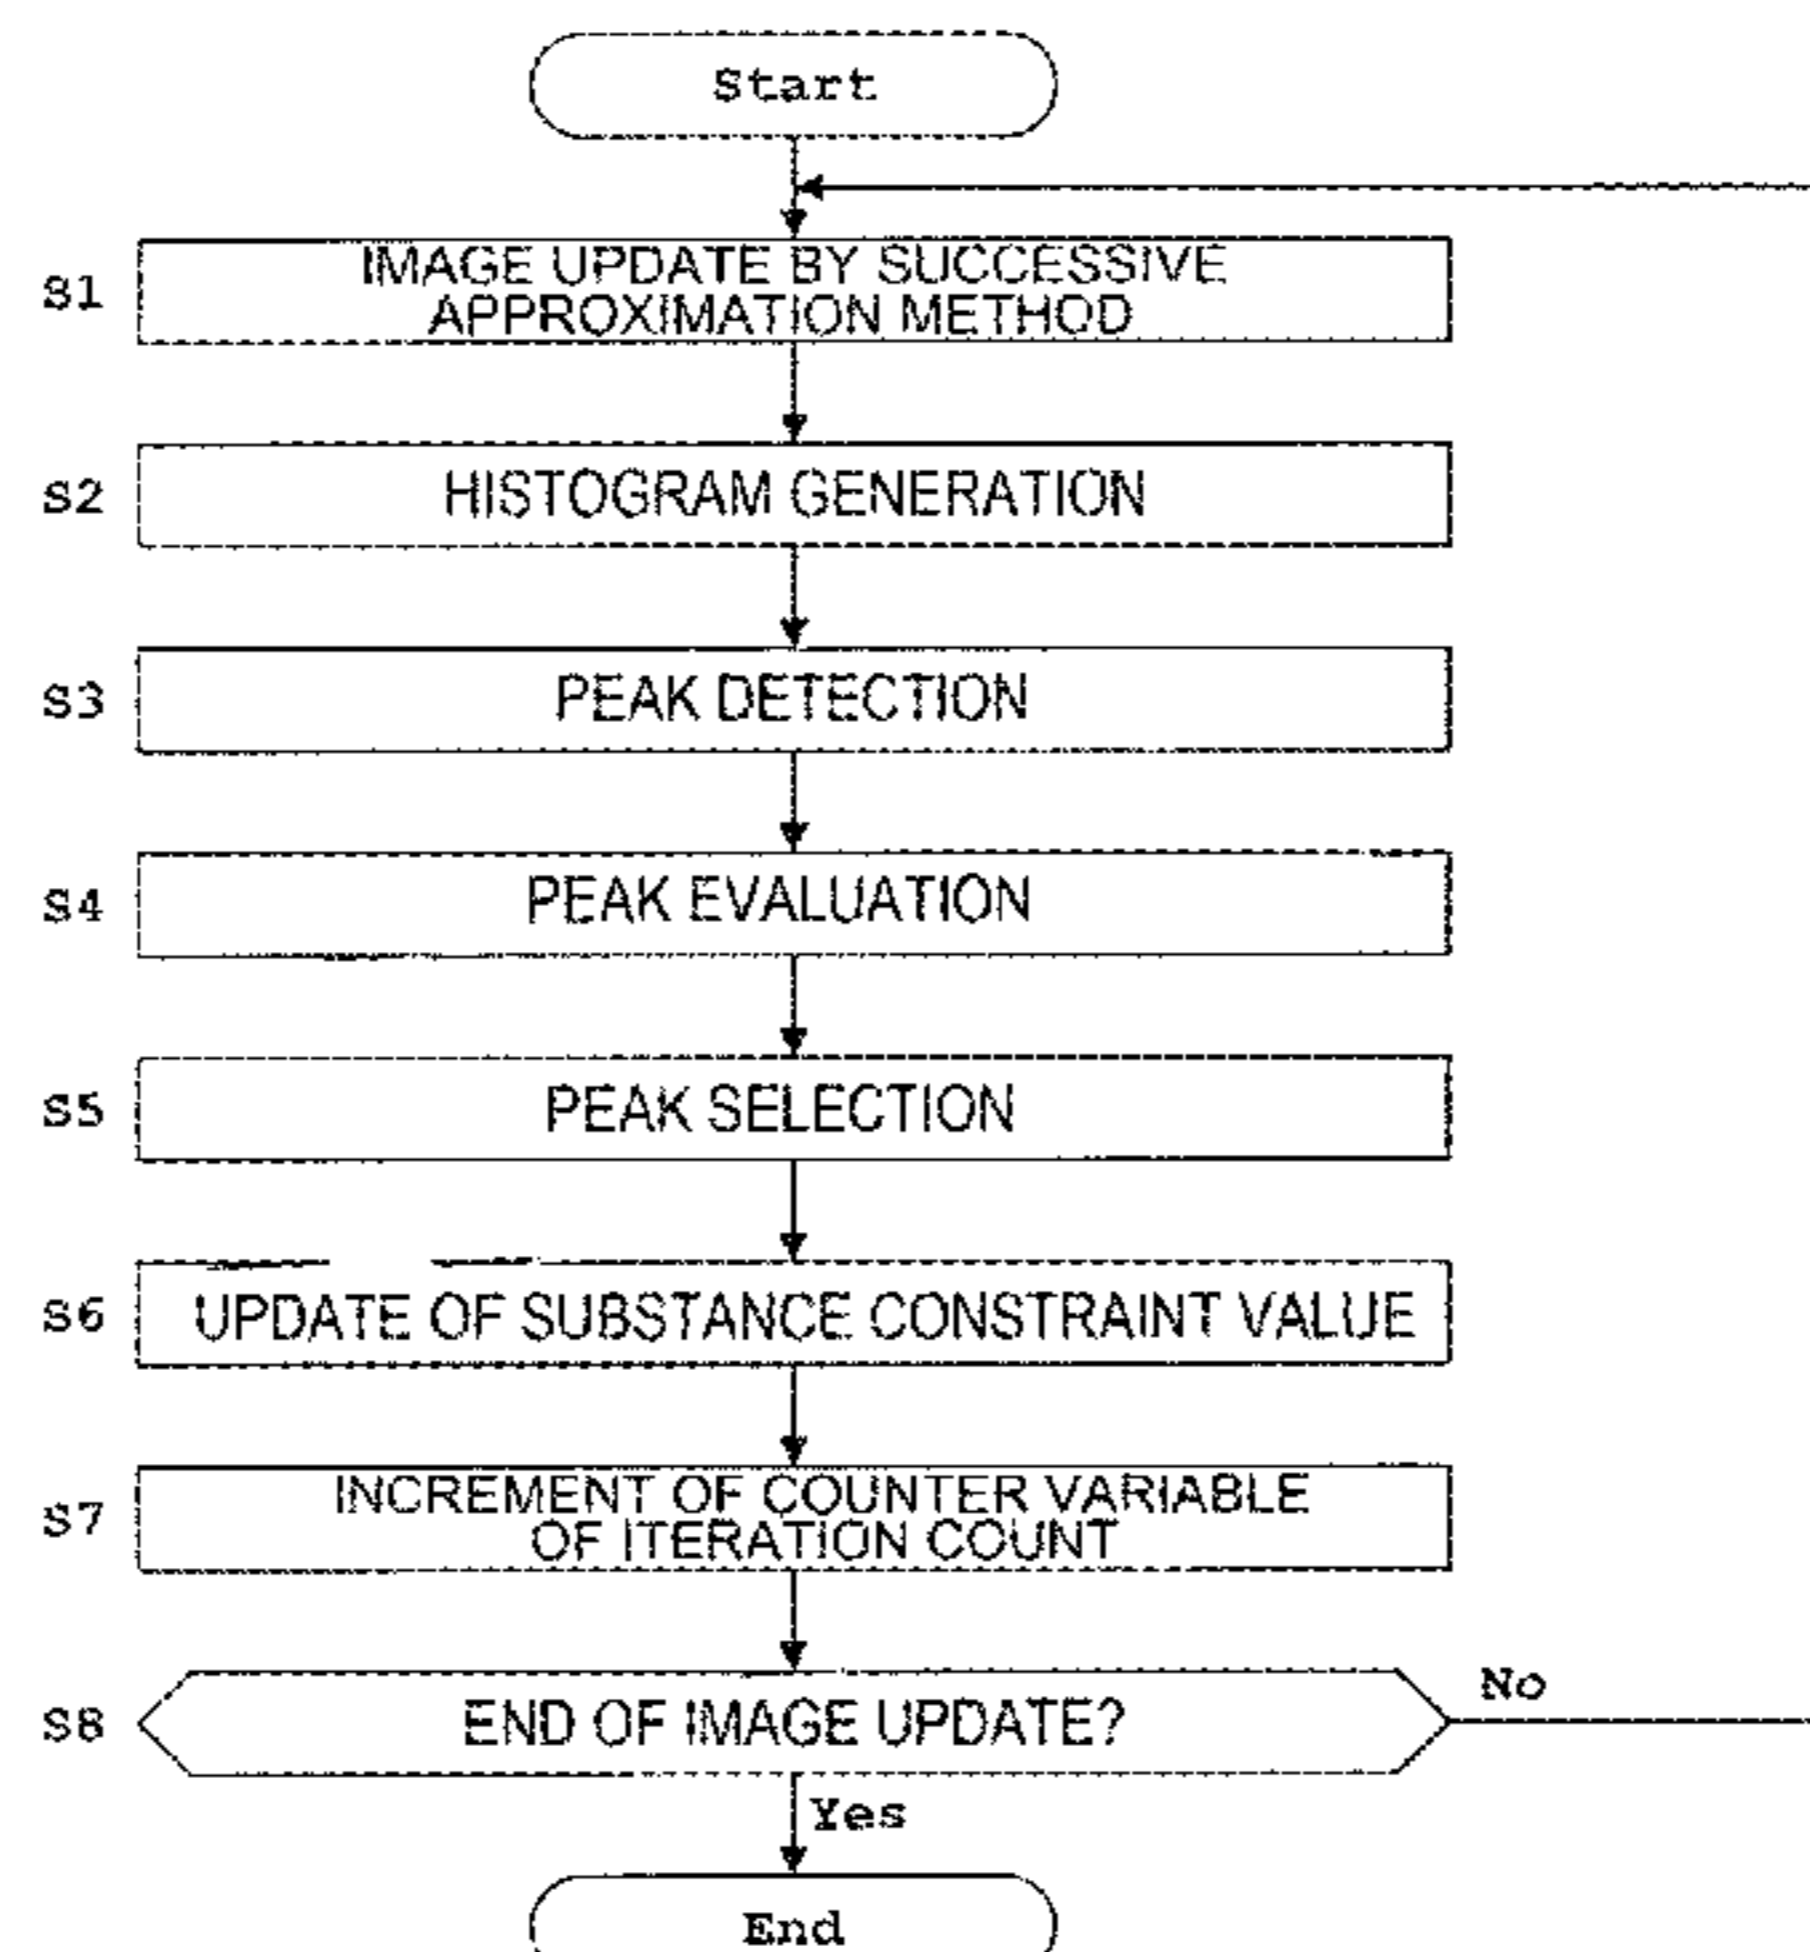 Start
S1
IMAGE UPDATE BY SUCCESSIVE
APPROXIMATION METHOD
S2
HISTOGRAM GENERATION
S3
PEAK DETECTION
S4
PEAK EVALUATION
S5
PEAK SELECTION
S6
UPDATE OF SUBSTANCE CONSTRAINT VALUE
S7
INCREMENT OF COUNTER VARIABLE
OF ITERATION COUNT
S8
END OF IMAGE UPDATE?
No
Yes
End